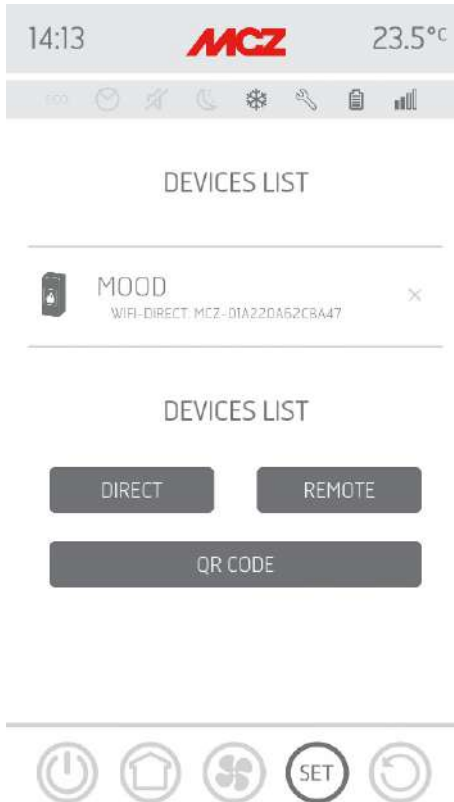 14:13 MCZ 23.5°C
ECO
DEVICES LIST
MOOD
WIFI-DIRECT: MCZ-01A220A62CBA47
DEVICES LIST
DIRECT REMOTE
QR CODE
SET